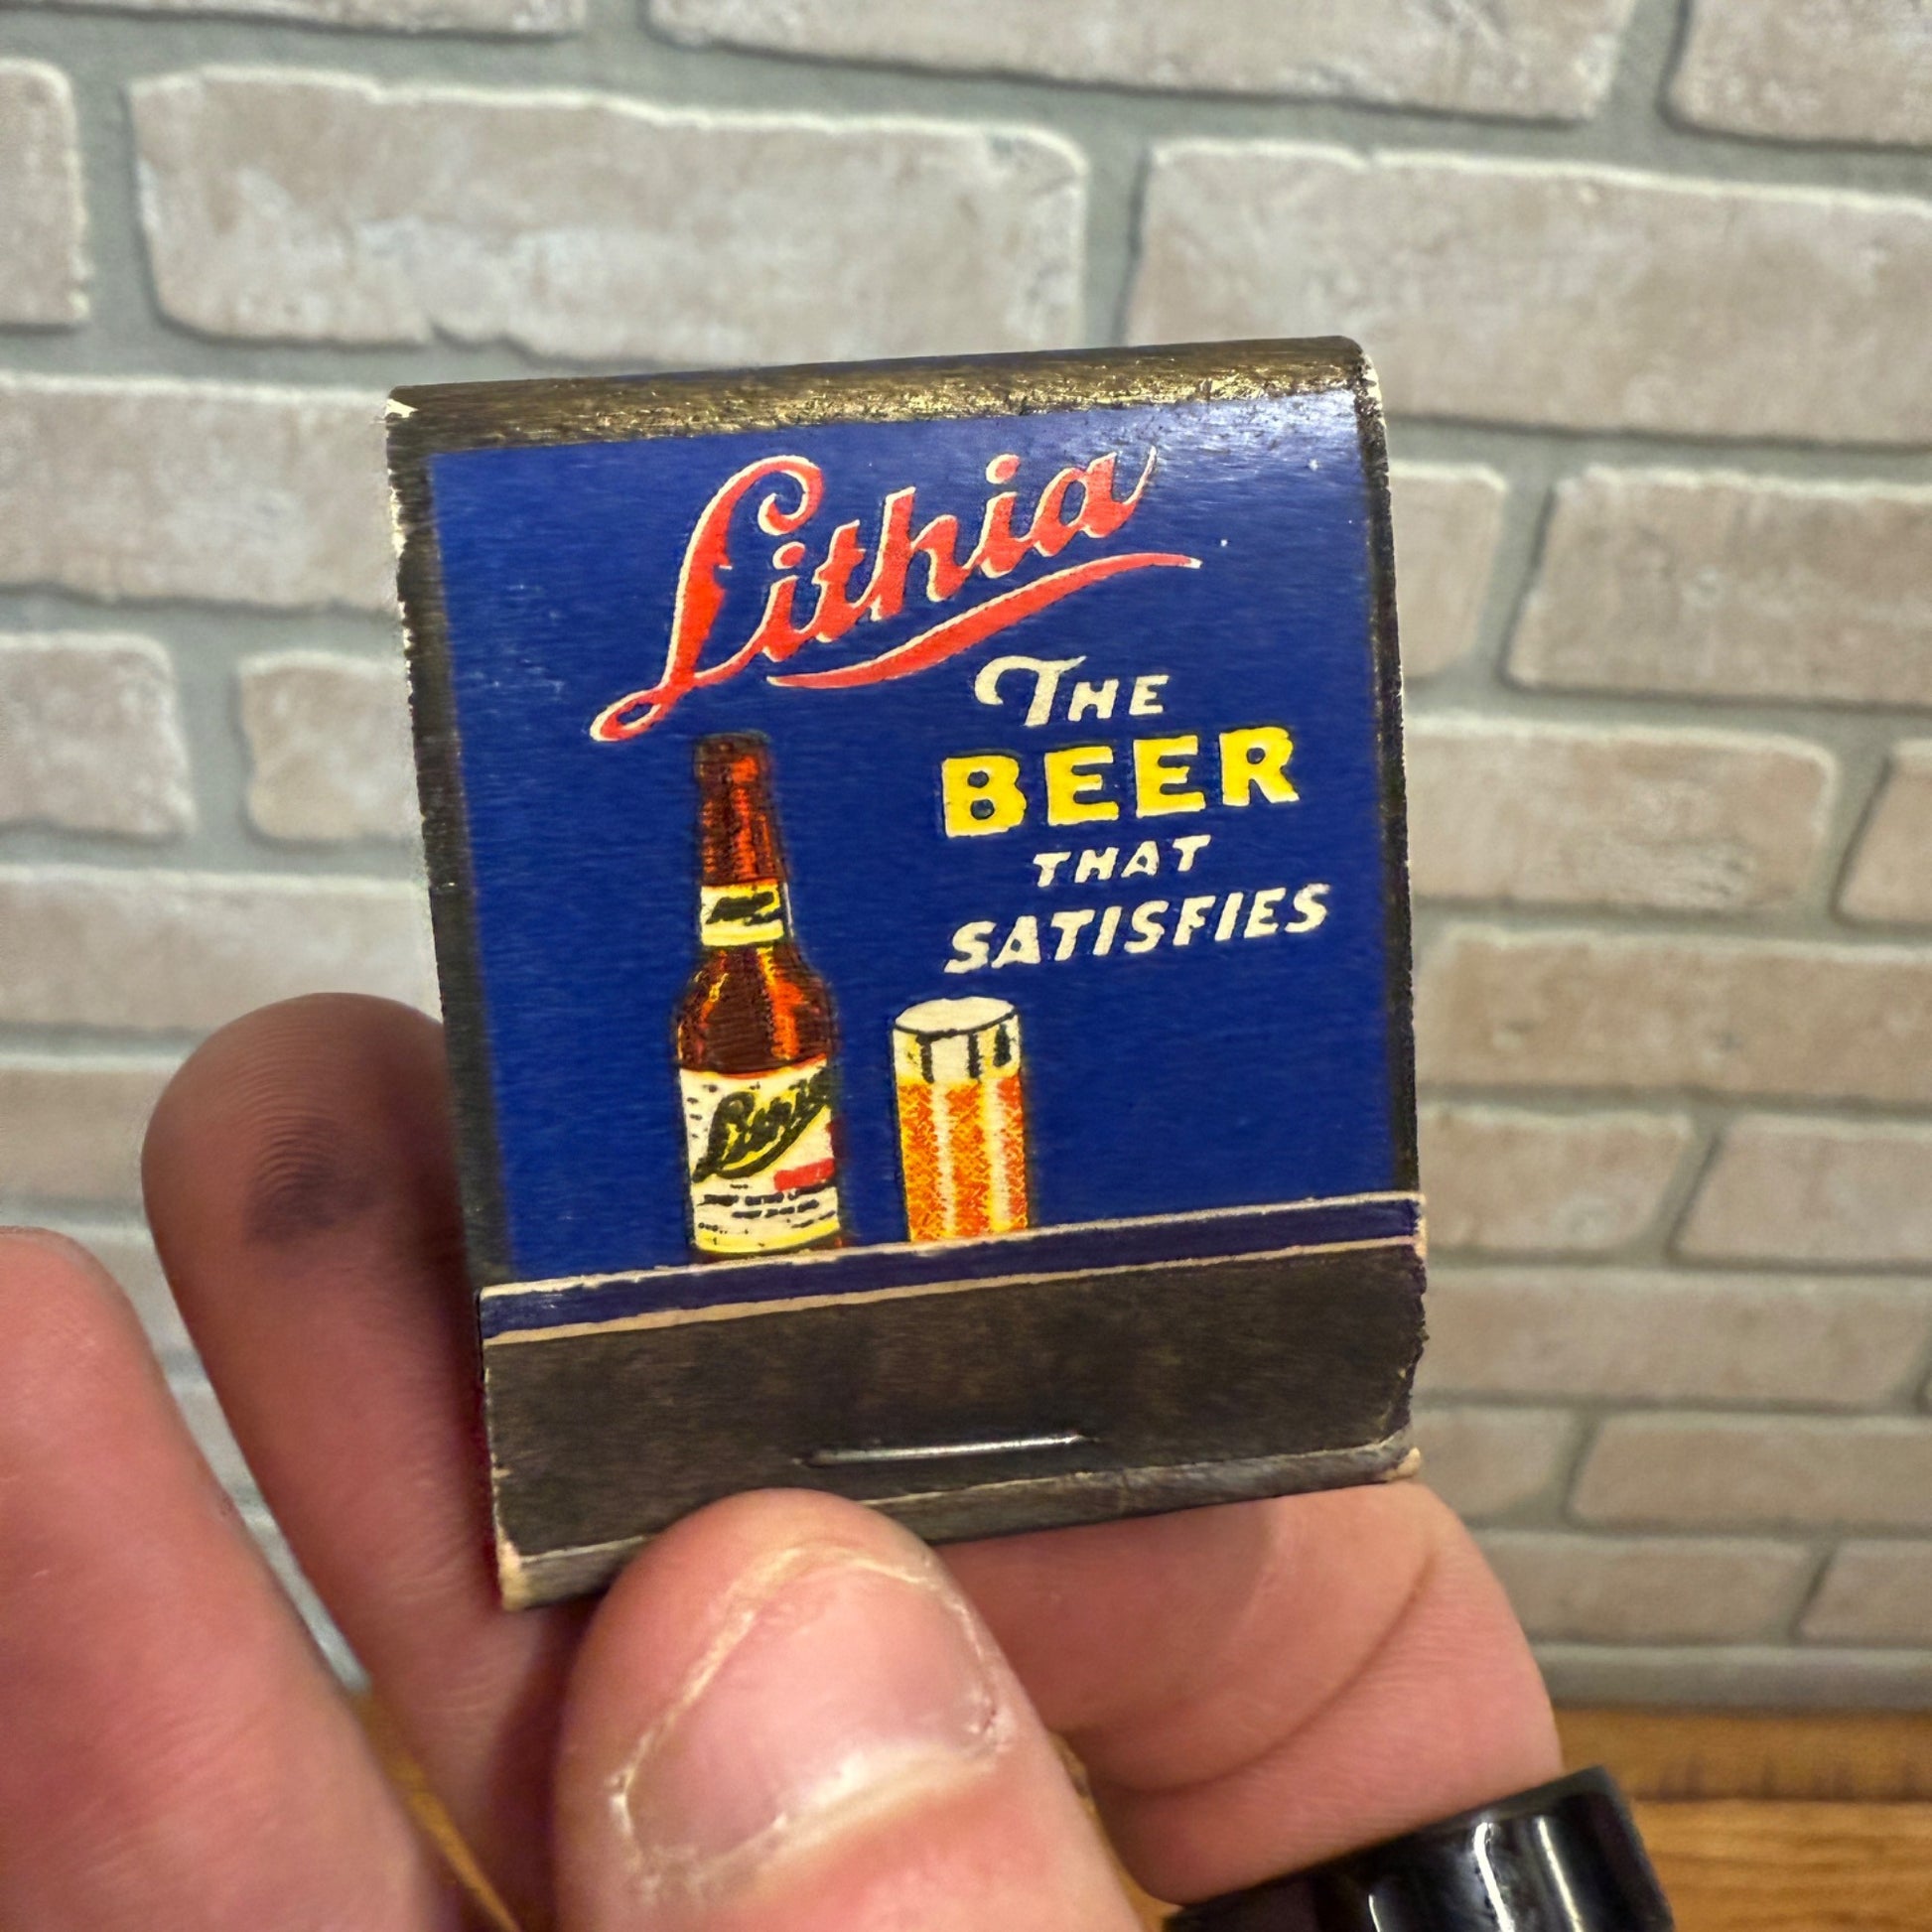 Lithia
THE
BEER
THAT
SATISFIES